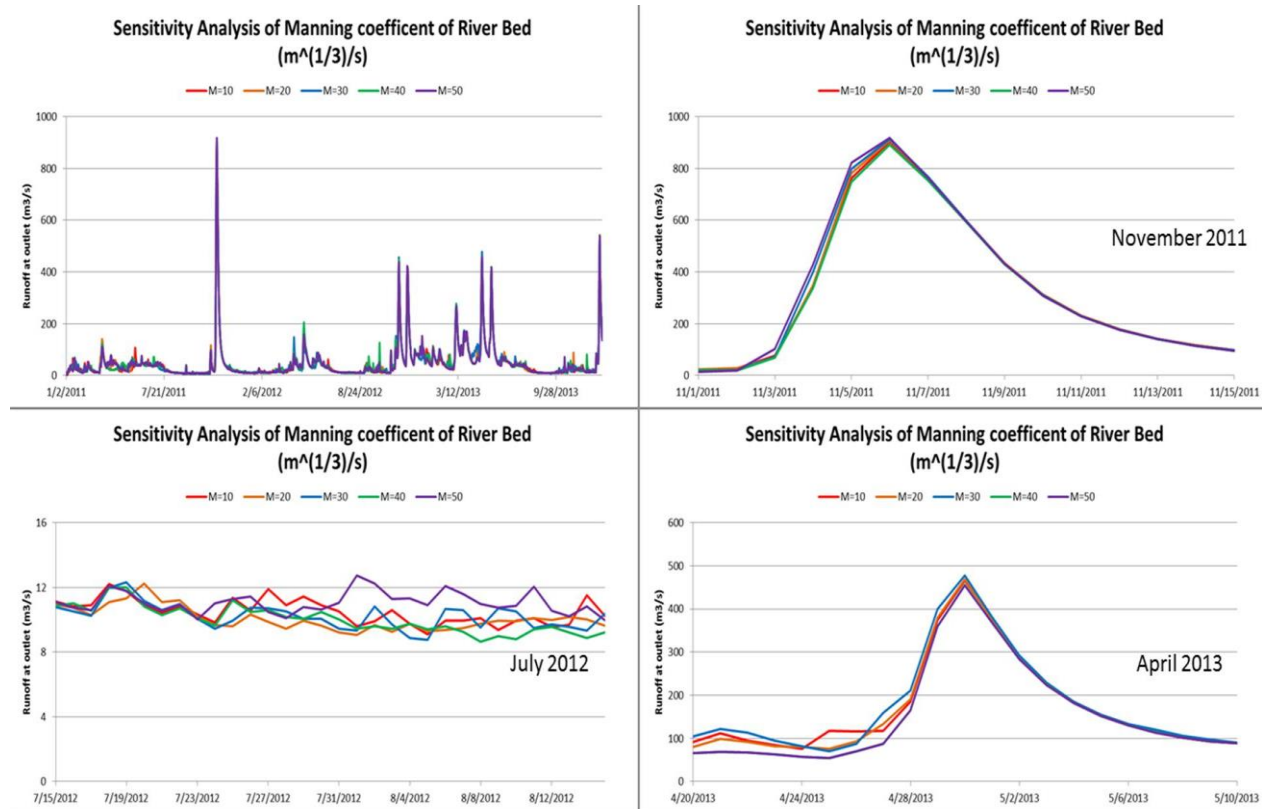 Sensitivity Analysis of Manning coefficent of River Bed
(m^(1/3)/s)
M=10 M=20 M=30 M=40 M=50
Runoff at outlet (m3/s)
1000
800
600
400
200
0
1/2/2011 7/21/2011 2/6/2012 8/24/2012 3/12/2013 9/28/2013
Sensitivity Analysis of Manning coefficent of River Bed
(m^(1/3)/s)
M=10 M=20 M=30 M=40 M=50
Runoff at outlet (m3/s)
1000
800
600
400
200
0
November 2011
11/1/2011 11/3/2011 11/5/2011 11/7/2011 11/9/2011 11/11/2011 11/13/2011 11/15/2011
Sensitivity Analysis of Manning coefficent of River Bed
(m^(1/3)/s)
M=10 M=20 M=30 M=40 M=50
Runoff at outlet (m3/s)
16
12
8
4
0
July 2012
7/15/2012 7/19/2012 7/23/2012 7/27/2012 7/31/2012 8/4/2012 8/8/2012 8/12/2012
Sensitivity Analysis of Manning coefficent of River Bed
(m^(1/3)/s)
M=10 M=20 M=30 M=40 M=50
Runoff at outlet (m3/s)
600
500
400
300
200
100
0
April 2013
4/20/2013 4/24/2013 4/28/2013 5/2/2013 5/6/2013 5/10/2013